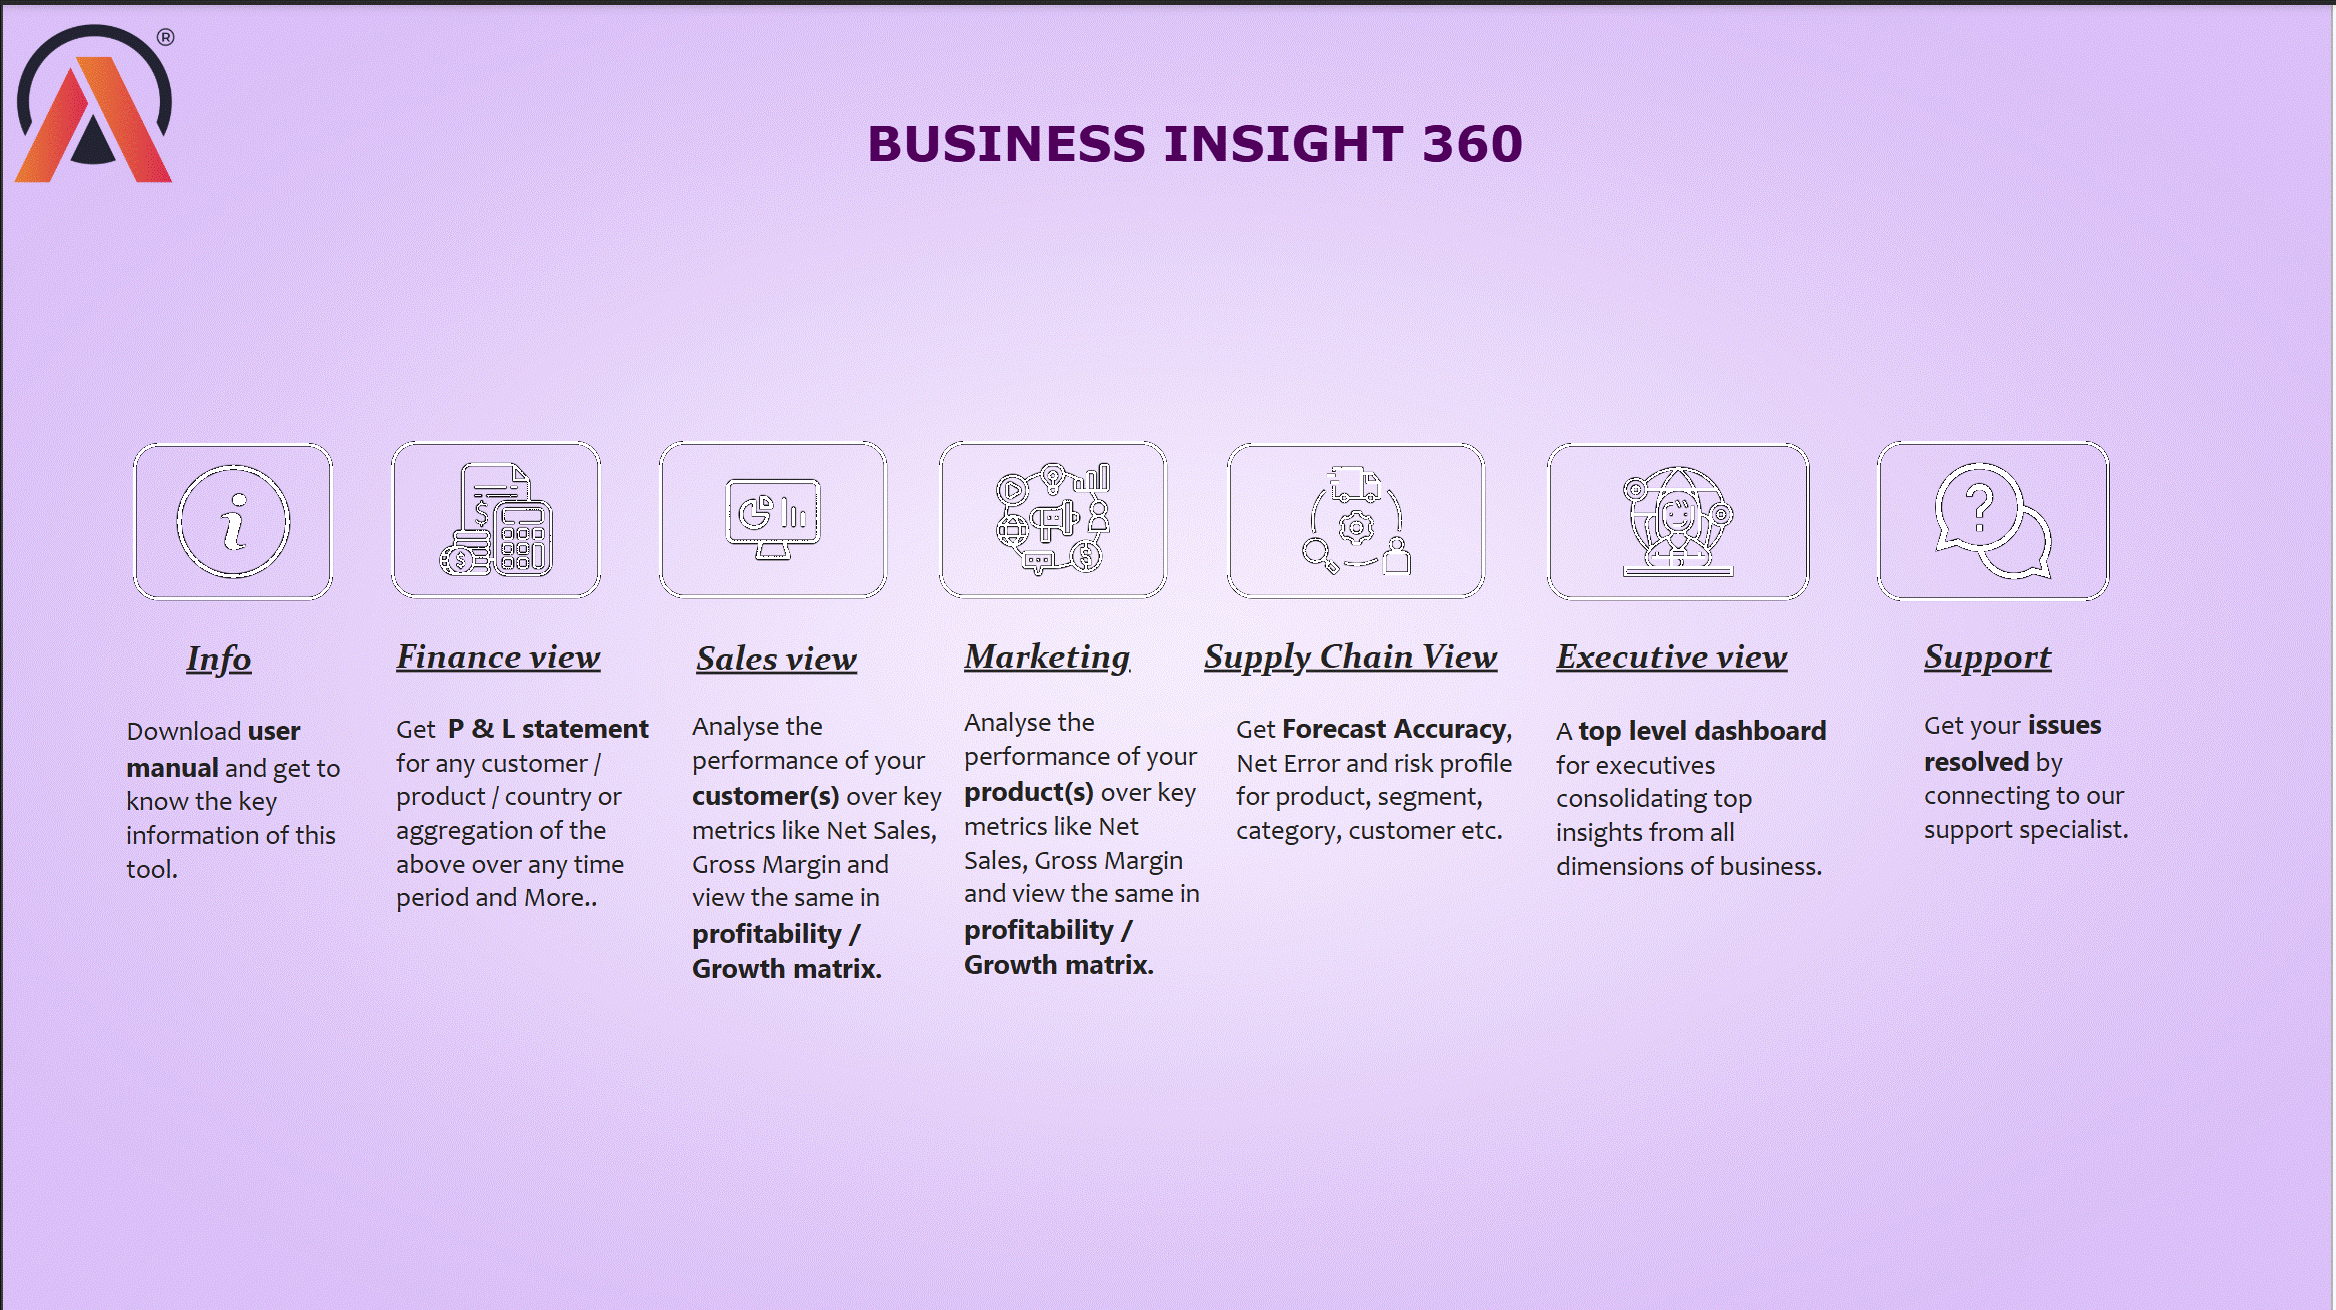 ®
BUSINESS INSIGHT 360
Info
Download user
manual and get to
know the key
information of this
tool.
Finance view
Get P & L statement
for any customer /
product / country or
aggregation of the
above over any time
period and More..
Sales view
Analyse the
performance of your
customer(s) over key
metrics like Net Sales,
Gross Margin and
view the same in
profitability /
Growth matrix.
Marketing
Analyse the
performance of your
product(s) over key
metrics like Net
Sales, Gross Margin
and view the same in
profitability /
Growth matrix.
Supply Chain View
Get Forecast Accuracy,
Net Error and risk profile
for product, segment,
category, customer etc.
Executive view
A top level dashboard
for executives
consolidating top
insights from all
dimensions of business.
Support
Get your issues
resolved by
connecting to our
support specialist.